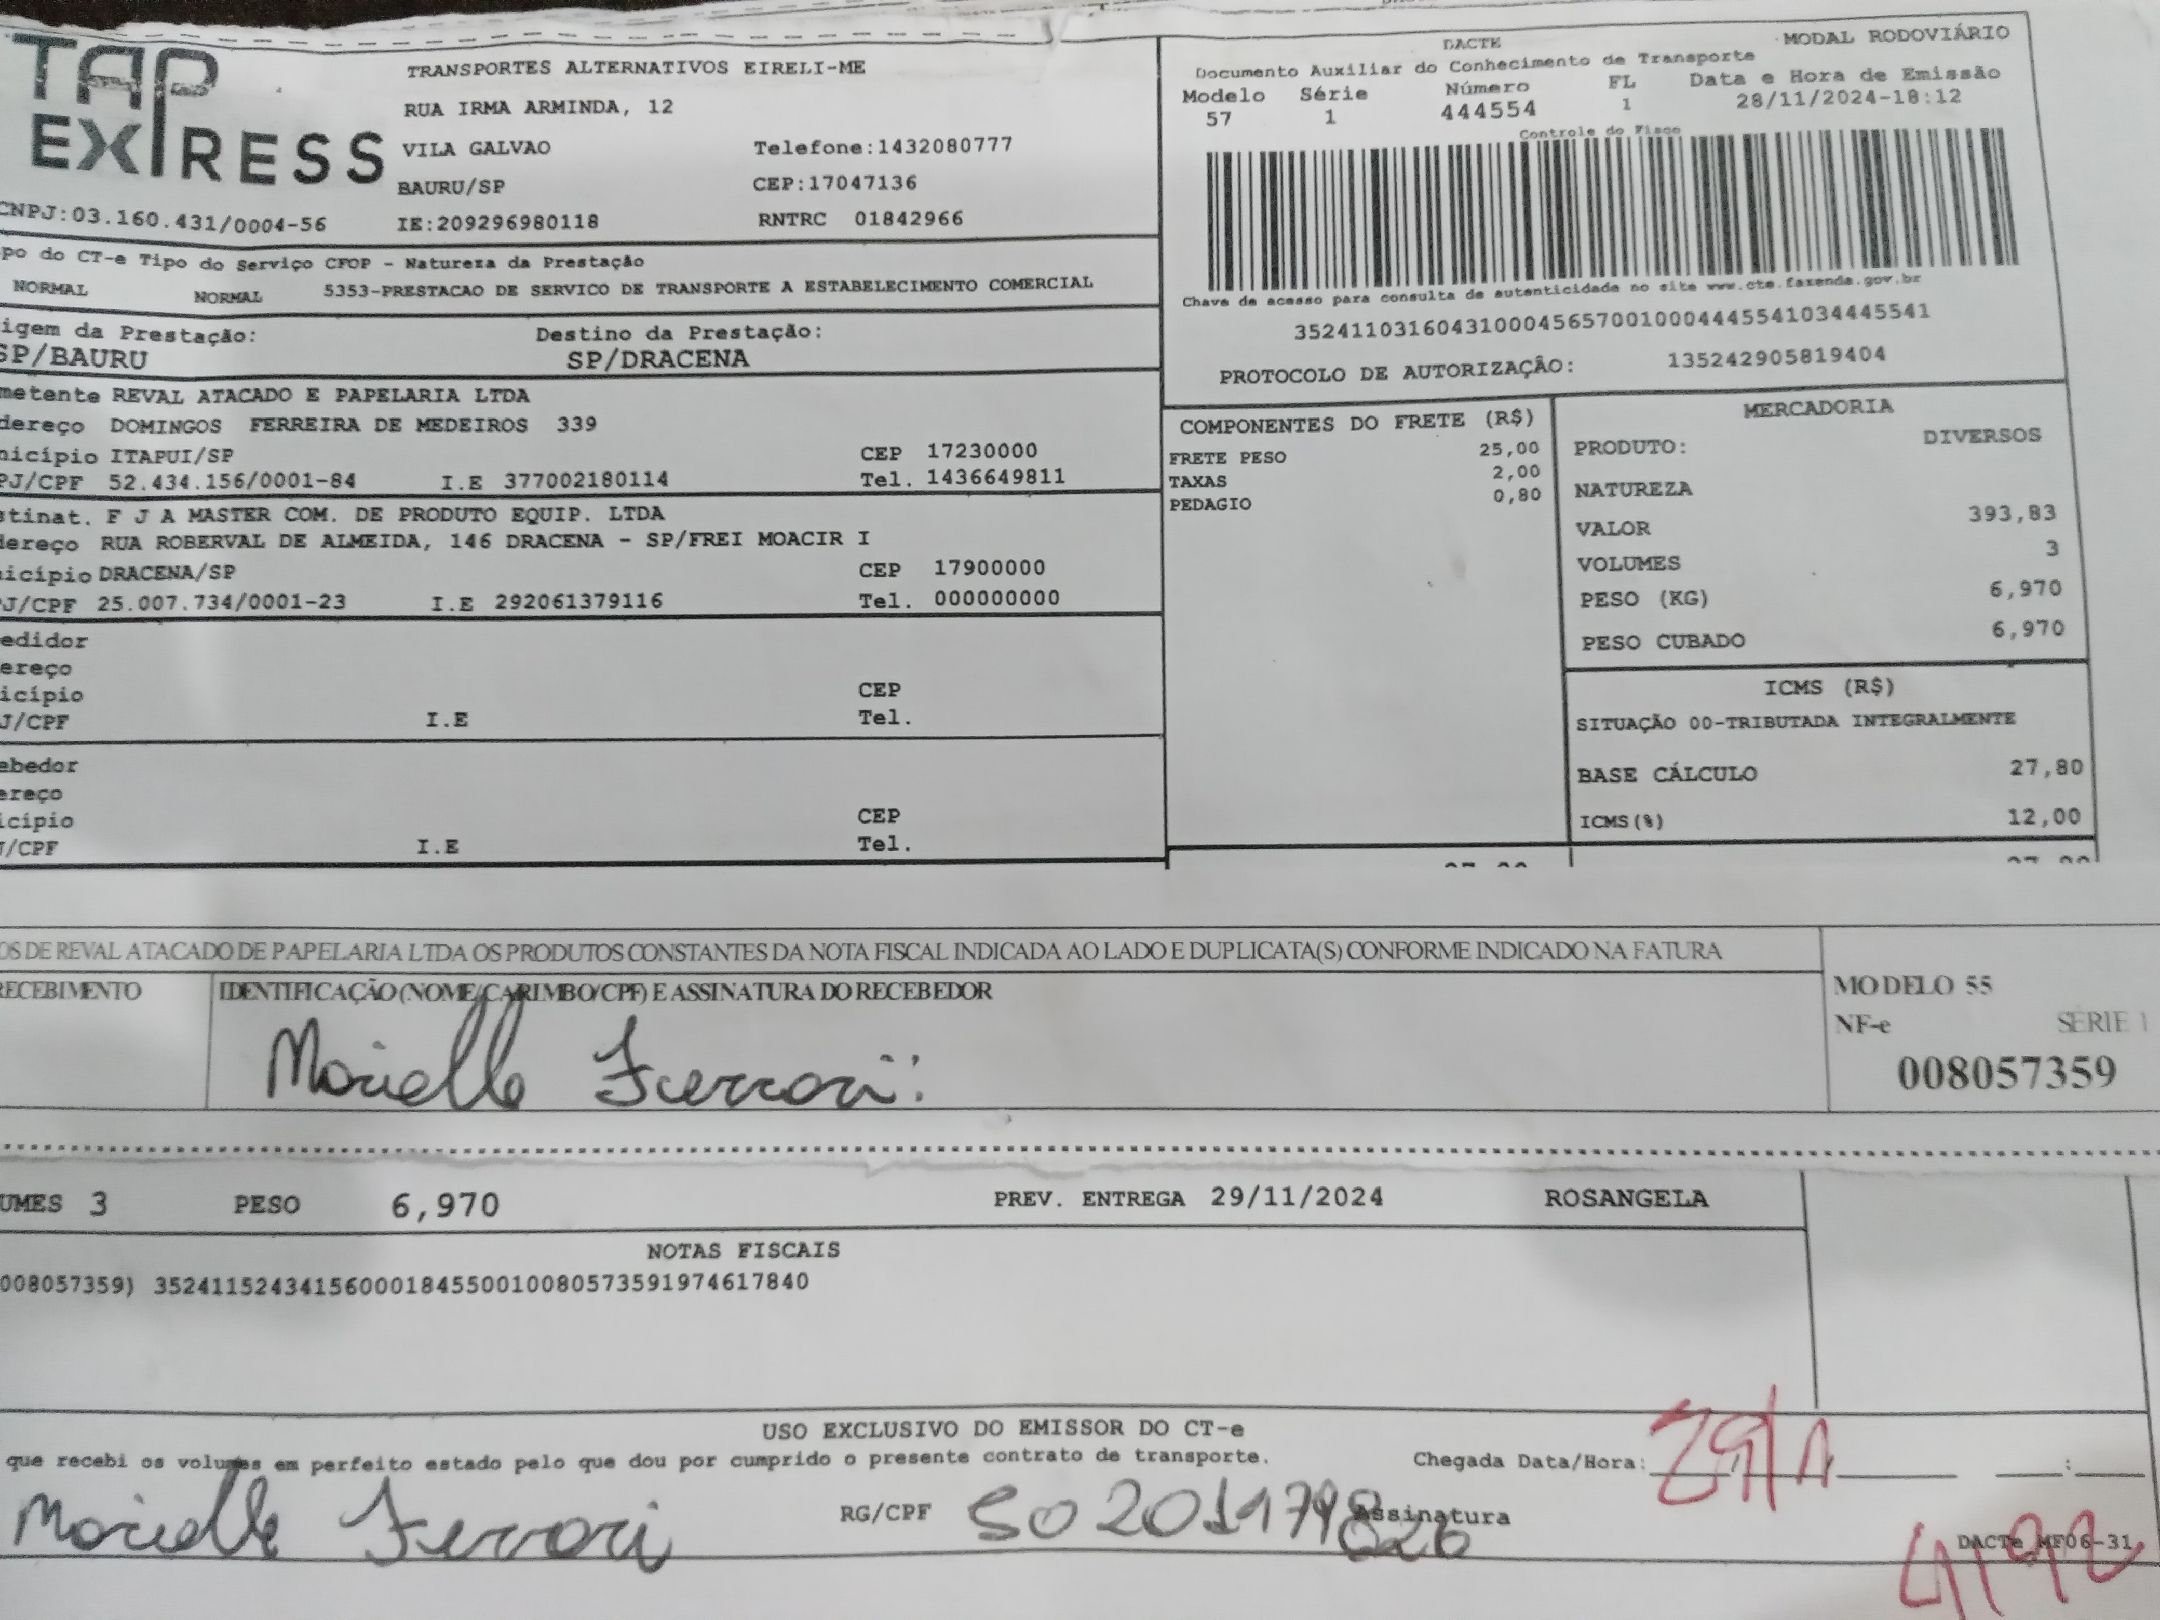 TAP EXPRESS
TRANSPORTES ALTERNATIVOS EIRELI-ME
RUA IRMA ARMINDA, 12
VILA GALVAO Telefone:1432080777
BAURU/SP CEP:17047136
CNPJ:03.160.431/0004-56 IE:209296980118 RNTRC 01842966
po do CT-e Tipo do Serviço CFOP - Natureza da Prestação
NORMAL NORMAL 5353-PRESTACAO DE SERVICO DE TRANSPORTE A ESTABELECIMENTO COMERCIAL
igem da Prestação: Destino da Prestação:
SP/BAURU SP/DRACENA
metente REVAL ATACADO E PAPELARIA LTDA
dereço DOMINGOS FERREIRA DE MEDEIROS 339
nicípio ITAPUI/SP CEP 17230000
PJ/CPF 52.434.156/0001-84 I.E 377002180114 Tel. 1436649811
stinat. F J A MASTER COM. DE PRODUTO EQUIP. LTDA
dereço RUA ROBERVAL DE ALMEIDA, 146 DRACENA - SP/FREI MOACIR I
icípio DRACENA/SP CEP 17900000
J/CPF 25.007.734/0001-23 I.E 292061379116 Tel. 000000000
edidor
ereço
icípio CEP
J/CPF I.E Tel.
ebedor
ereço
icípio CEP
J/CPF I.E Tel.
DACTE MODAL RODOVIÁRIO
Documento Auxiliar do Conhecimento de Transporte
Modelo Série Número FL Data e Hora de Emissão
57 1 444554 1 28/11/2024-18:12
Controle do Fisco
Chave de acesso para consulta de autenticidade no site www.cte.fazenda.gov.br
35241103160431000456570010004445541034445541
PROTOCOLO DE AUTORIZAÇÃO: 135242905819404
COMPONENTES DO FRETE (R$)
FRETE PESO 25,00
TAXAS 2,00
PEDAGIO 0,80
MERCADORIA
PRODUTO: DIVERSOS
NATUREZA
VALOR 393,83
VOLUMES 3
PESO (KG) 6,970
PESO CUBADO 6,970
ICMS (R$)
SITUAÇÃO 00-TRIBUTADA INTEGRALMENTE
BASE CÁLCULO 27,80
ICMS(%) 12,00
OS DE REVAL ATACADO DE PAPELARIA LTDA OS PRODUTOS CONSTANTES DA NOTA FISCAL INDICADA AO LADO E DUPLICATA(S) CONFORME INDICADO NA FATURA
RECEBIMENTO IDENTIFICAÇÃO (NOME/CARIMBO/CPF) E ASSINATURA DO RECEBEDOR
Marielle Ferrari
MODELO 55
NF-e SÉRIE 1
008057359
UMES 3 PESO 6,970 PREV. ENTREGA 29/11/2024 ROSANGELA
NOTAS FISCAIS
008057359) 35241152434156000184550010080573591974617840
USO EXCLUSIVO DO EMISSOR DO CT-e
que recebi os volumes em perfeito estado pelo que dou por cumprido o presente contrato de transporte. Chegada Data/Hora: 29/11
Marielle Ferrari RG/CPF Assinatura
DACTe MF06-31